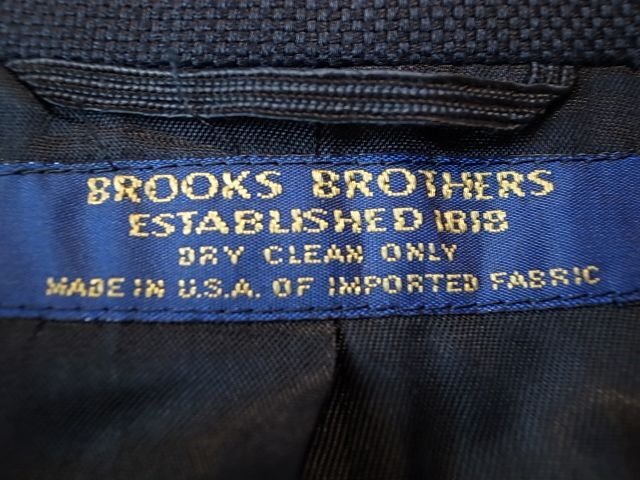 BROOKS BROTHERS
ESTABLISHED 1818
DRY CLEAN ONLY
MADE IN U.S.A. OF IMPORTED FABRIC